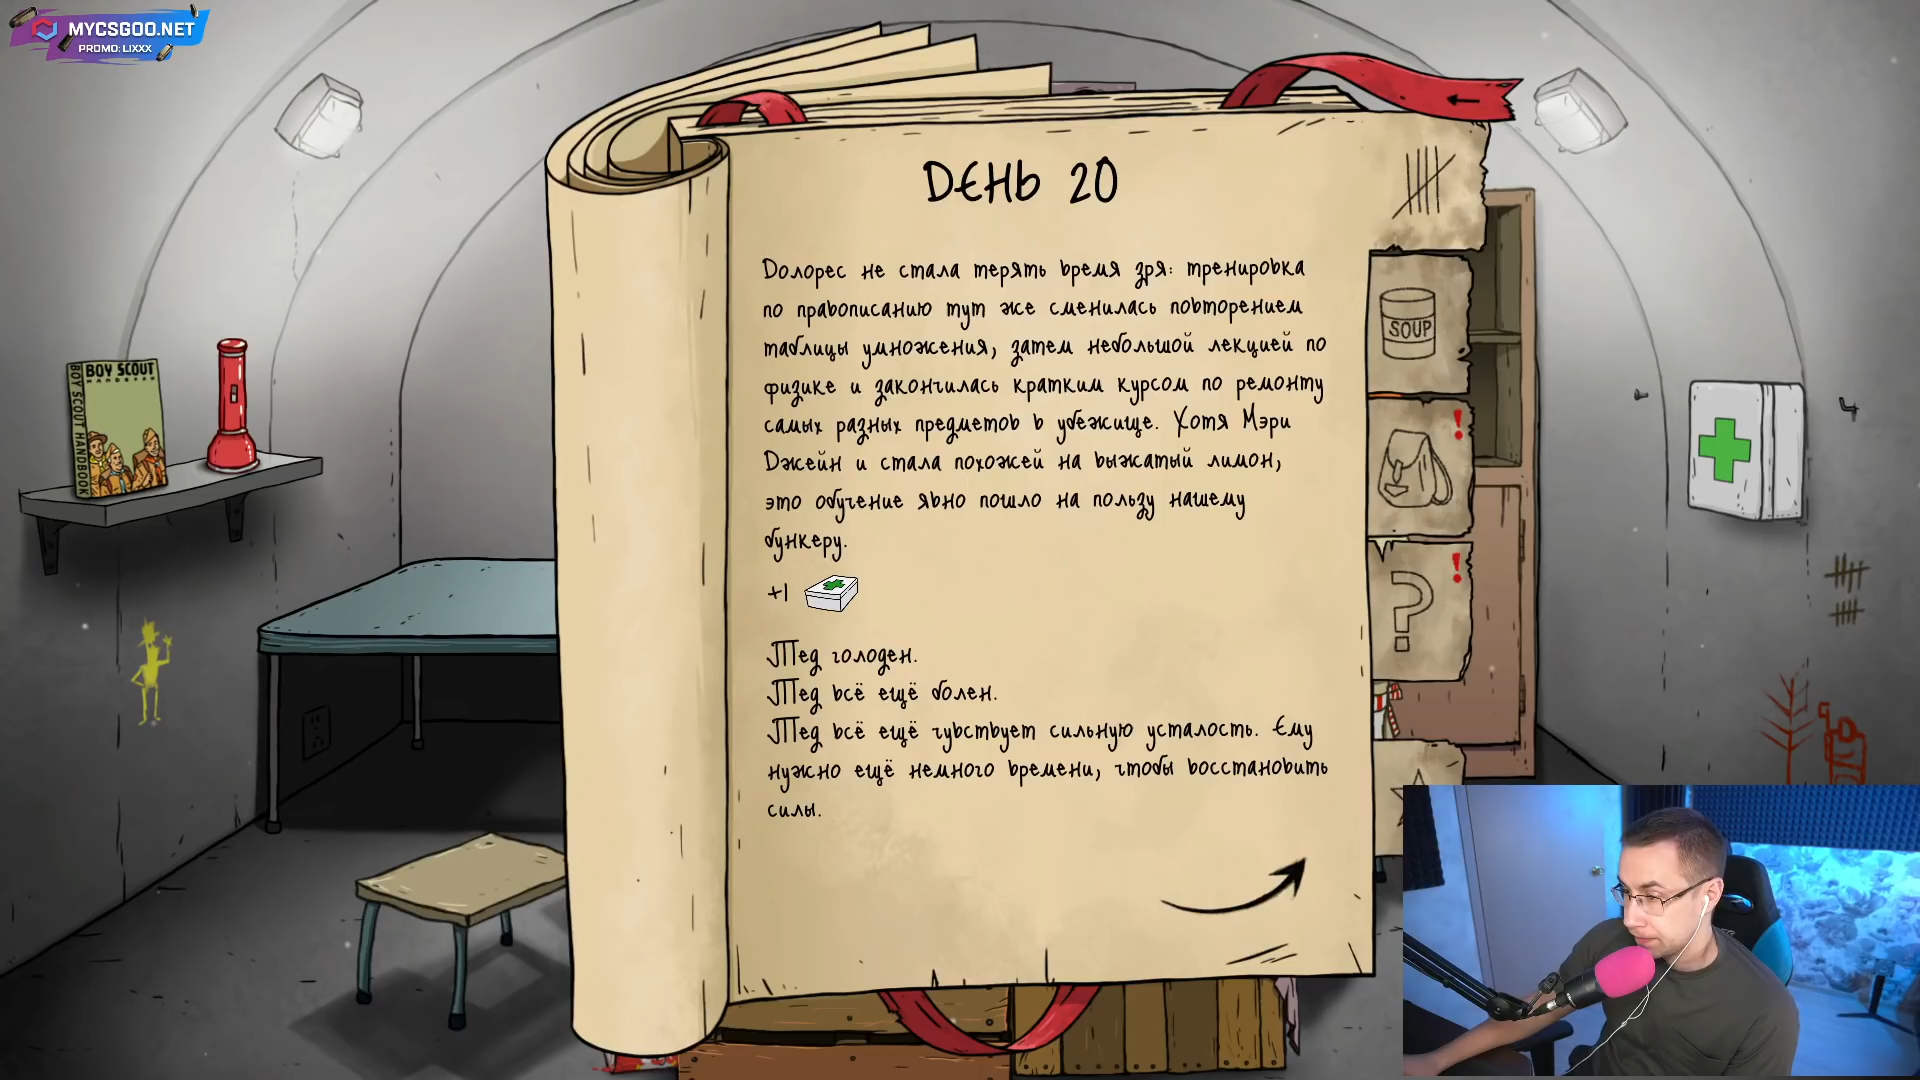 MYCSGOO.NET
PROMO: LIXXX
BOY SCOUT
BOY SCOUT HANDBOOK
ДЕНЬ 20
Долорес не стала терять время зря: тренировка
по правописанию тут же сменилась повторением
таблицы умножения, затем небольшой лекцией по
физике и закончилась кратким курсом по ремонту
самых разных предметов в убежище. Хотя Мэри
Джейн и стала похожей на выжатый лимон,
это обучение явно пошло на пользу нашему
бункеру.
+1
Тед голоден.
Тед всё ещё болен.
Тед всё ещё чувствует сильную усталость. Ему
нужно ещё немного времени, чтобы восстановить
силы.
SOUP
!
!
?